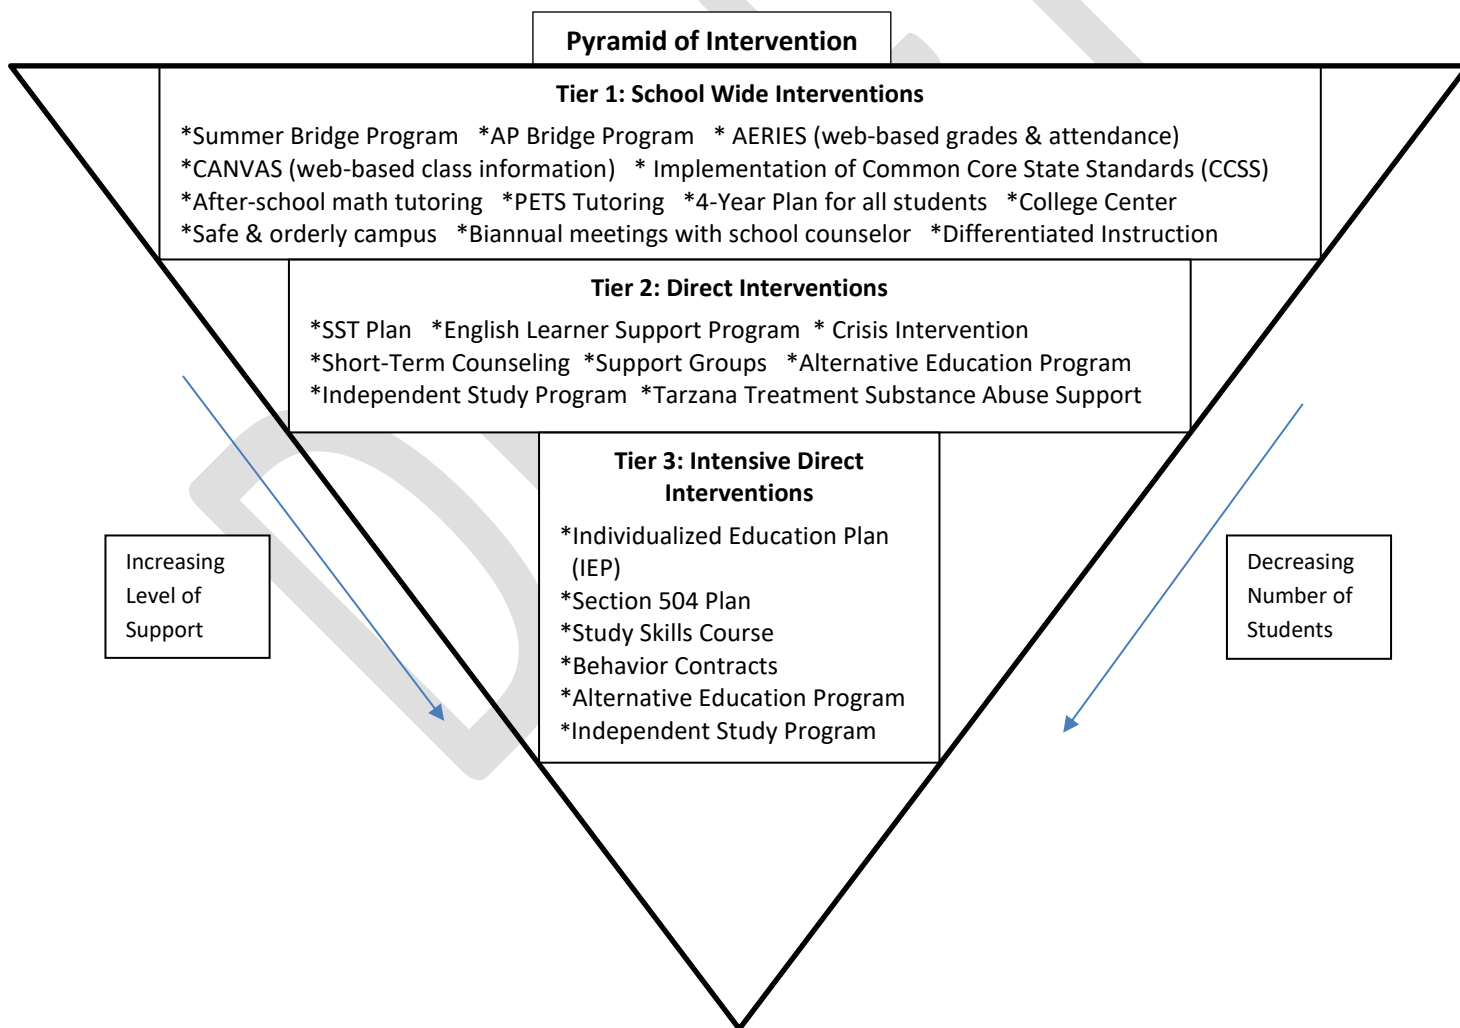 Pyramid of Intervention
Tier 1: School Wide Interventions
*Summer Bridge Program *AP Bridge Program * AERIES (web-based grades & attendance)
*CANVAS (web-based class information) * Implementation of Common Core State Standards (CCSS)
*After-school math tutoring *PETS Tutoring *4-Year Plan for all students *College Center
*Safe & orderly campus *Biannual meetings with school counselor *Differentiated Instruction
Tier 2: Direct Interventions
*SST Plan *English Learner Support Program * Crisis Intervention
*Short-Term Counseling *Support Groups *Alternative Education Program
*Independent Study Program *Tarzana Treatment Substance Abuse Support
Tier 3: Intensive Direct
Interventions
*Individualized Education Plan
(IEP)
*Section 504 Plan
*Study Skills Course
*Behavior Contracts
*Alternative Education Program
*Independent Study Program
Increasing
Level of
Support
Decreasing
Number of
Students